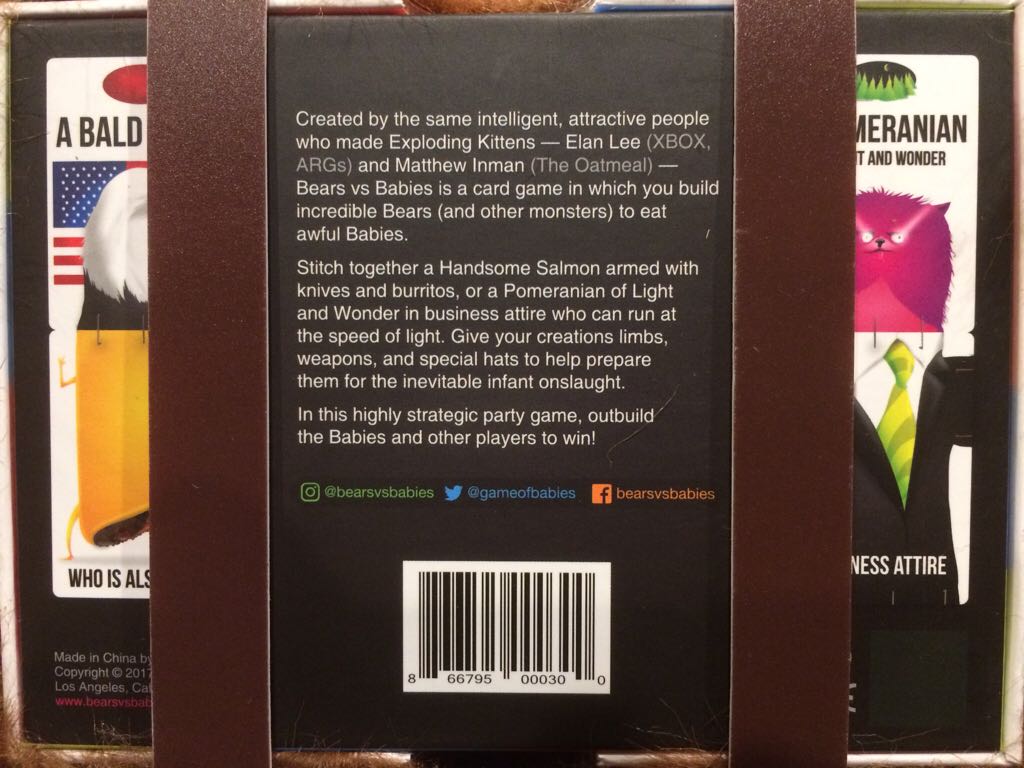 A BALD
WHO IS ALS
Made in China by
Copyright © 2017
Los Angeles, Cal
www.bearsvsbab
Created by the same intelligent, attractive people
who made Exploding Kittens — Elan Lee (XBOX,
ARGs) and Matthew Inman (The Oatmeal) —
Bears vs Babies is a card game in which you build
incredible Bears (and other monsters) to eat
awful Babies.
Stitch together a Handsome Salmon armed with
knives and burritos, or a Pomeranian of Light
and Wonder in business attire who can run at
the speed of light. Give your creations limbs,
weapons, and special hats to help prepare
them for the inevitable infant onslaught.
In this highly strategic party game, outbuild
the Babies and other players to win!
@bearsvsbabies @gameofbabies bearsvsbabies
8 66795 00030 0
MERANIAN
T AND WONDER
NESS ATTIRE